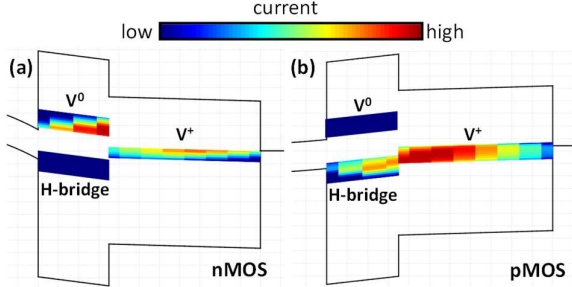 current
low high
(a) (b)
V⁰ V⁺
H-bridge
nMOS
V⁰ V⁺
H-bridge
pMOS